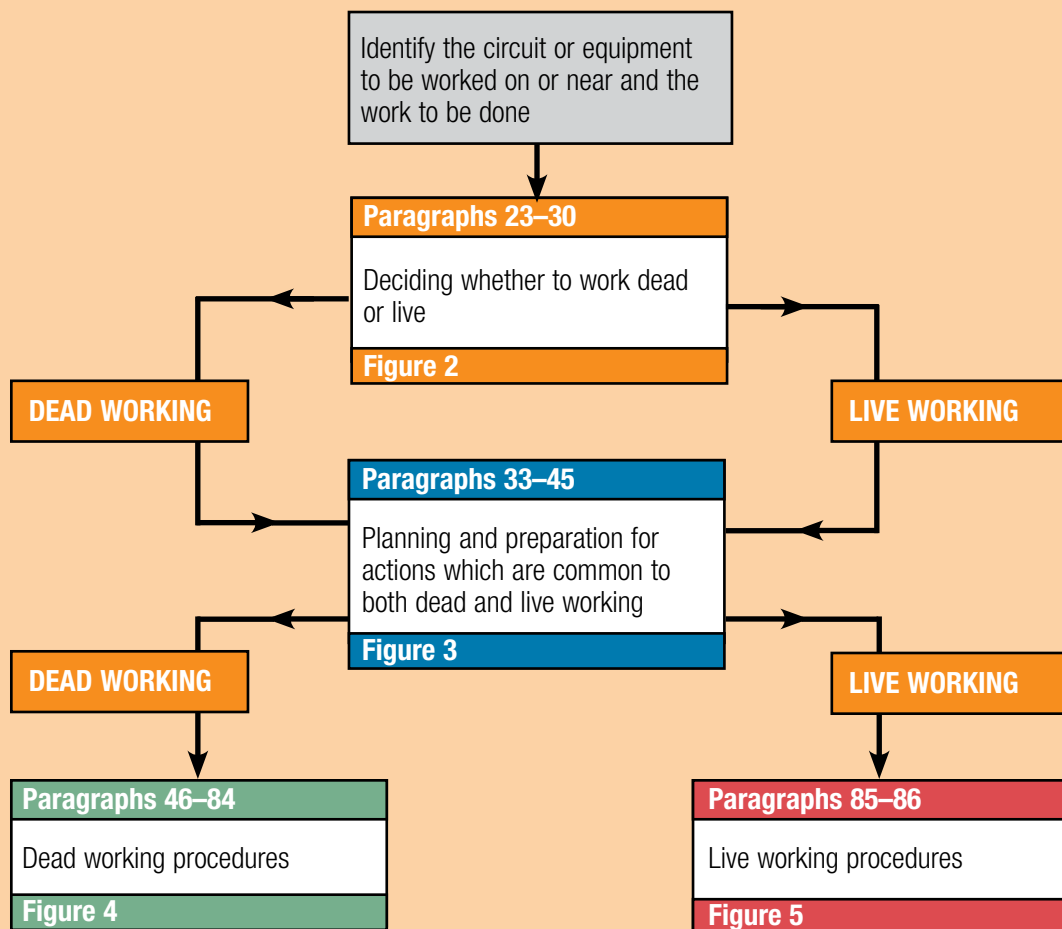 Identify the circuit or equipment
to be worked on or near and the
work to be done
Paragraphs 23–30
Deciding whether to work dead
or live
Figure 2
DEAD WORKING
LIVE WORKING
Paragraphs 33–45
Planning and preparation for
actions which are common to
both dead and live working
Figure 3
DEAD WORKING
LIVE WORKING
Paragraphs 46–84
Dead working procedures
Figure 4
Paragraphs 85–86
Live working procedures
Figure 5